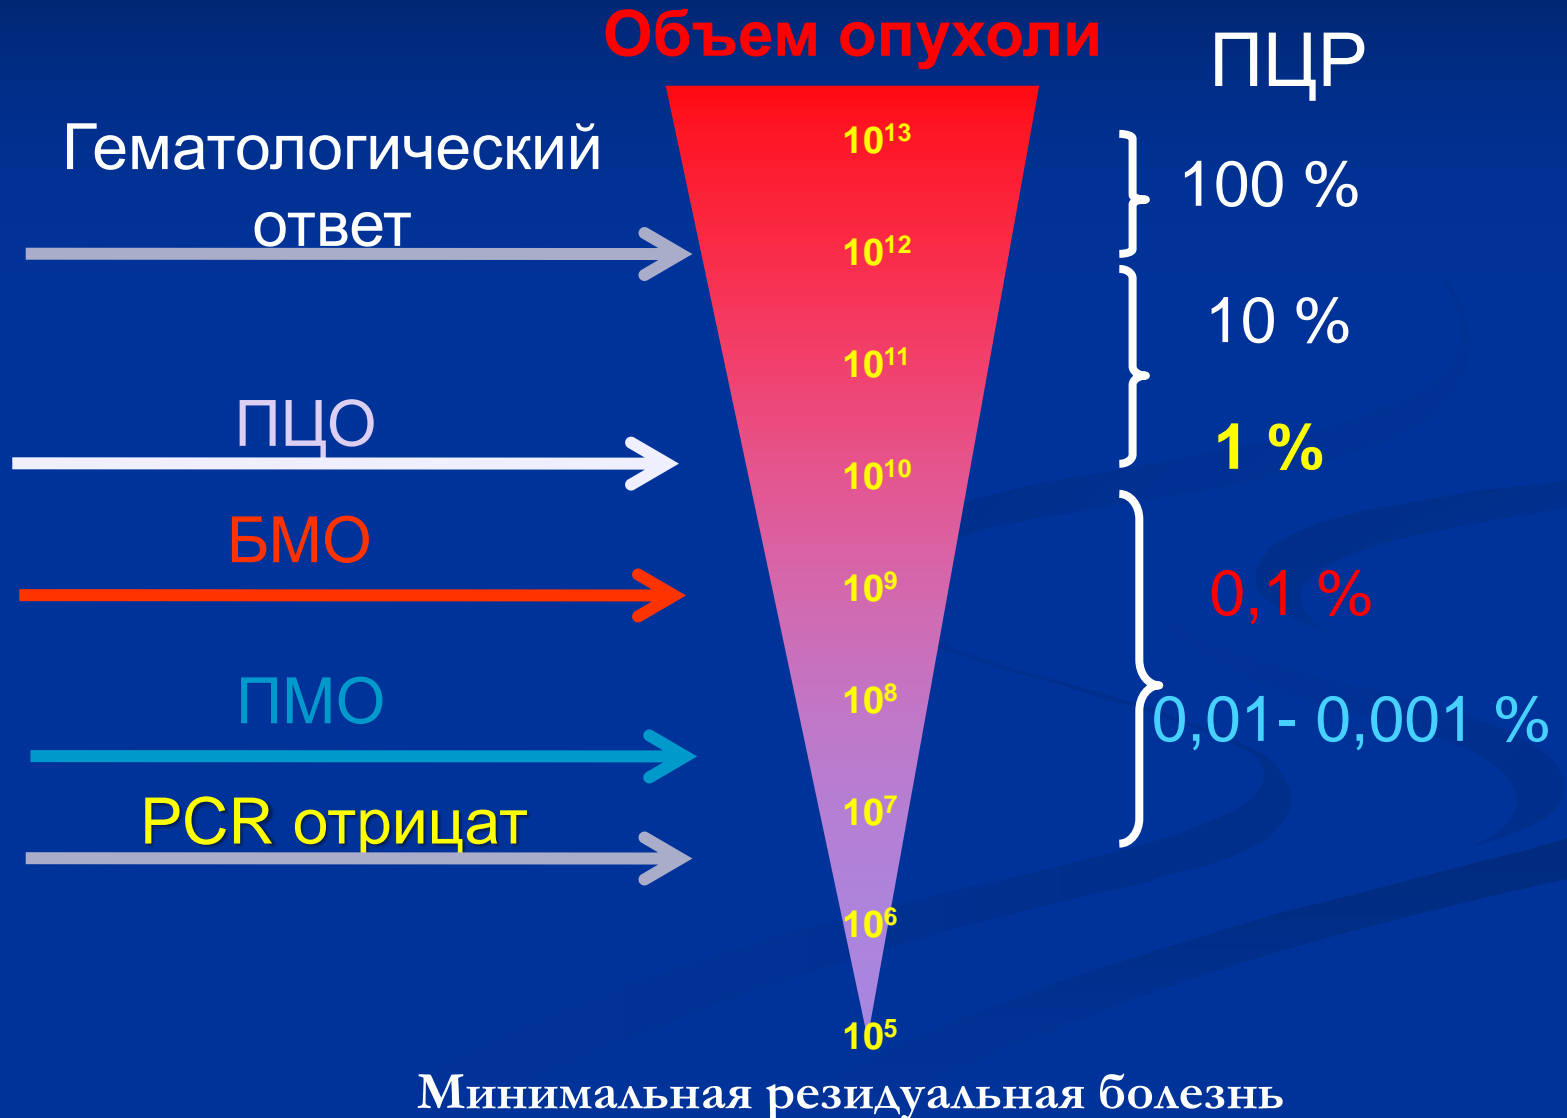 Объем опухоли
ПЦР
Гематологический
ответ
10¹³
100 %
10¹²
10 %
10¹¹
ПЦО
1 %
10¹⁰
БМО
10⁹
0,1 %
ПМО
10⁸
0,01- 0,001 %
PCR отрицат
10⁷
10⁶
10⁵
Минимальная резидуальная болезнь